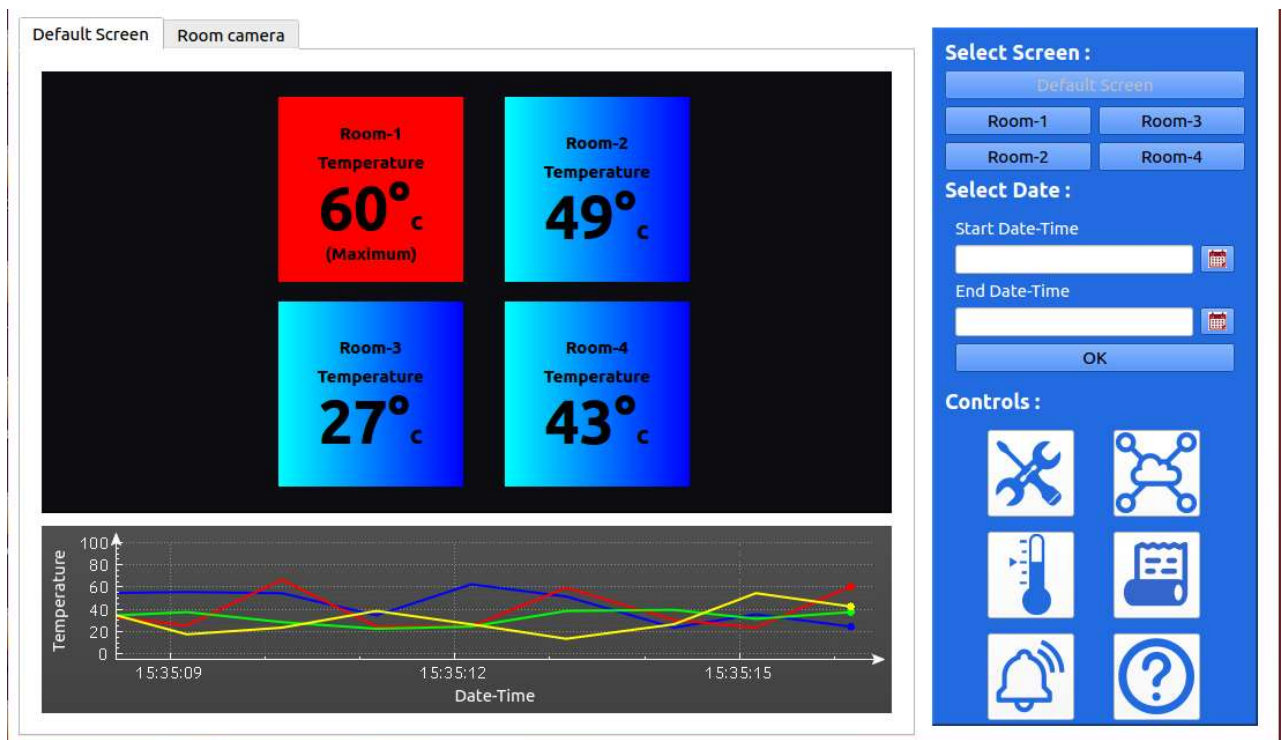 Default Screen
Room camera
Room-1
Temperature
60°c
(Maximum)
Room-2
Temperature
49°c
Room-3
Temperature
27°c
Room-4
Temperature
43°c
Temperature
100
80
60
40
20
0
15:35:09
15:35:12
15:35:15
Date-Time
Select Screen :
Default Screen
Room-1
Room-3
Room-2
Room-4
Select Date :
Start Date-Time
End Date-Time
OK
Controls :
?